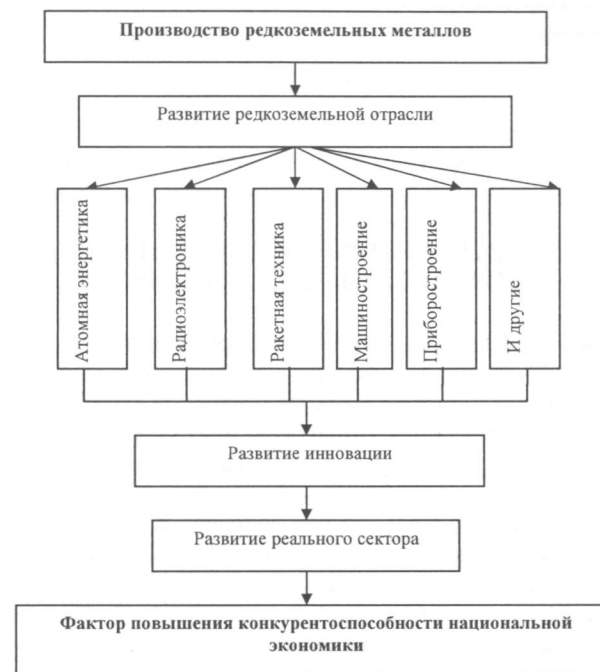 Производство редкоземельных металлов
Развитие редкоземельной отрасли
Атомная энергетика
Радиоэлектроника
Ракетная техника
Машиностроение
Приборостроение
И другие
Развитие инновации
Развитие реального сектора
Фактор повышения конкурентоспособности национальной
экономики